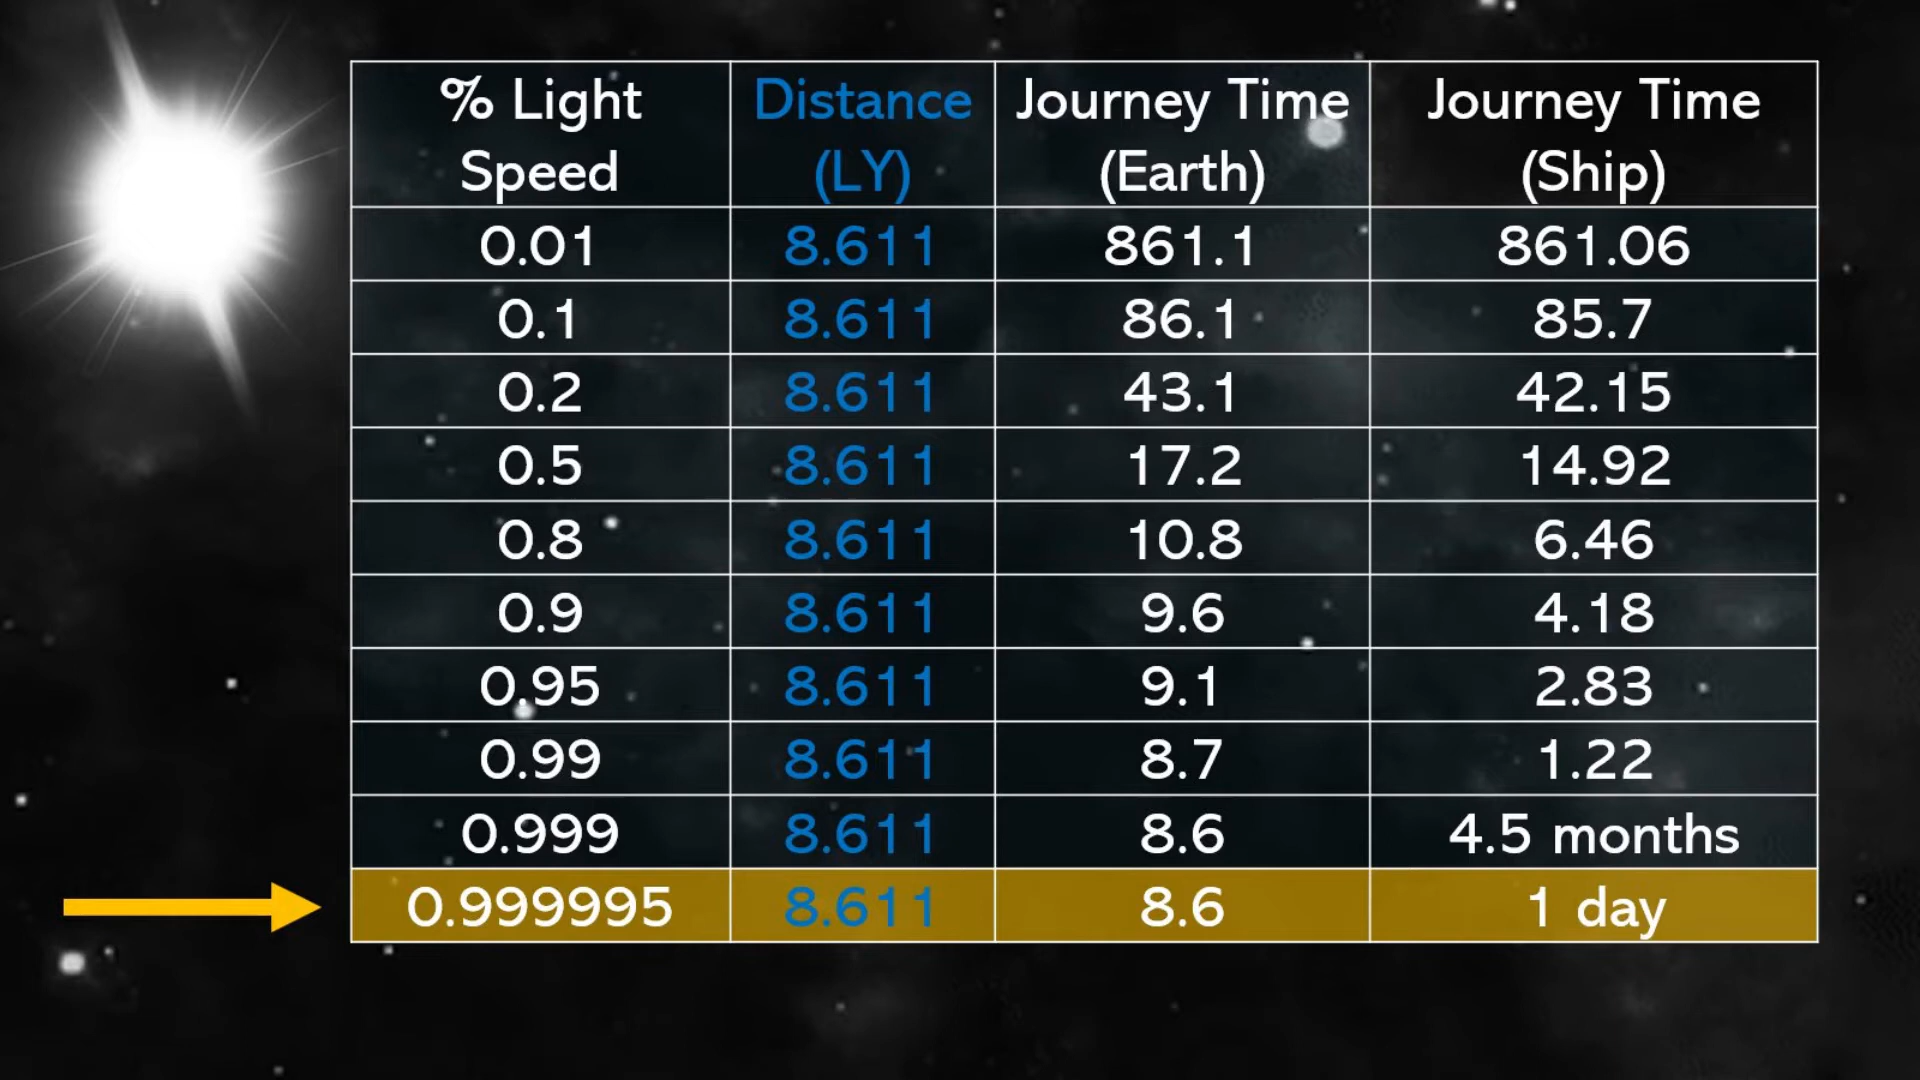 % Light Speed Distance (LY) Journey Time (Earth) Journey Time (Ship)
0.01 8.611 861.1 861.06
0.1 8.611 86.1 85.7
0.2 8.611 43.1 42.15
0.5 8.611 17.2 14.92
0.8 8.611 10.8 6.46
0.9 8.611 9.6 4.18
0.95 8.611 9.1 2.83
0.99 8.611 8.7 1.22
0.999 8.611 8.6 4.5 months
0.999995 8.611 8.6 1 day